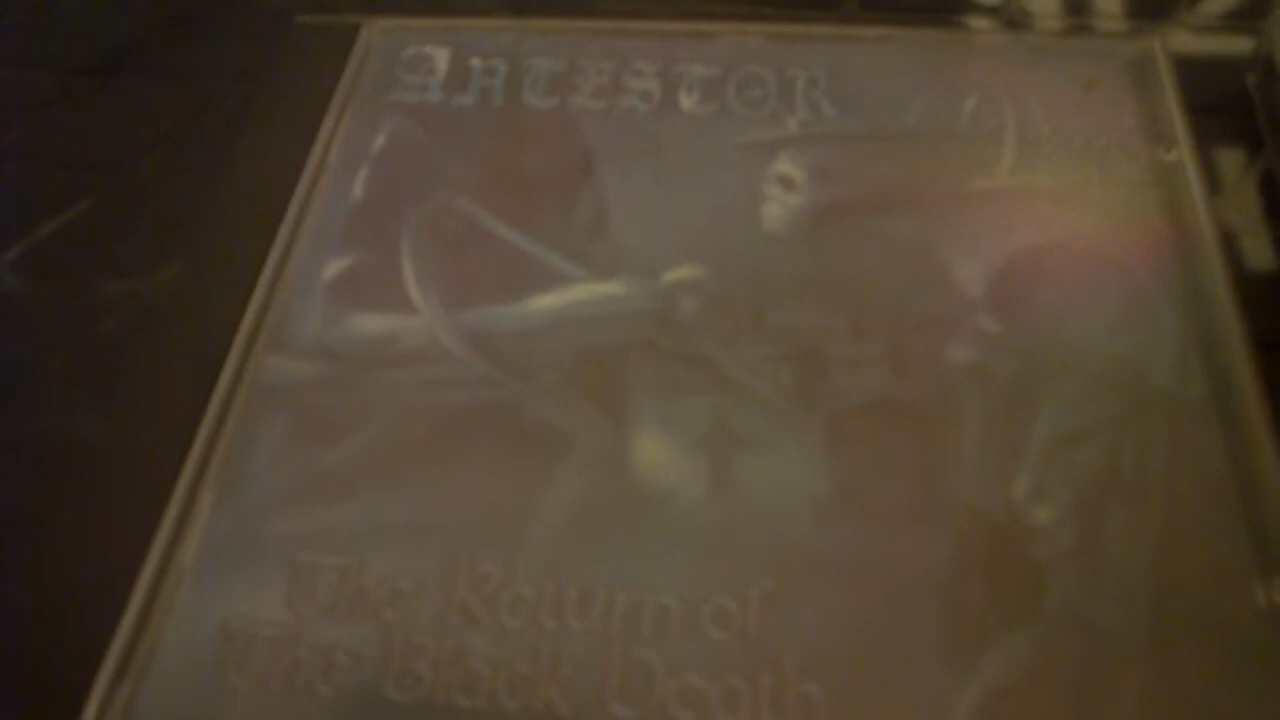 ANTESTOR
The Return of
The Black Death